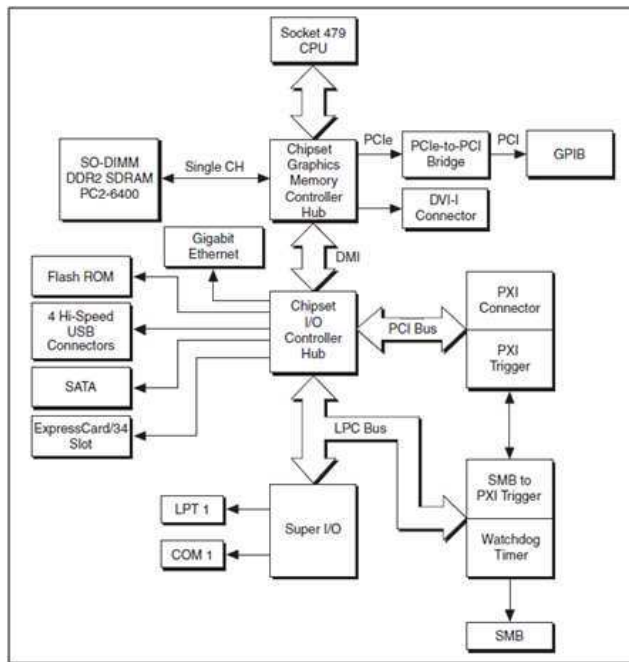 Socket 479
CPU
SO-DIMM
DDR2 SDRAM
PC2-6400
Single CH
Chipset
Graphics
Memory
Controller
Hub
PCIe
PCIe-to-PCI
Bridge
PCI
GPIB
DVI-I
Connector
Gigabit
Ethernet
DMI
Flash ROM
4 Hi-Speed
USB
Connectors
SATA
ExpressCard/34
Slot
Chipset
I/O
Controller
Hub
PCI Bus
PXI
Connector
PXI
Trigger
LPC Bus
LPT 1
COM 1
Super I/O
SMB to
PXI Trigger
Watchdog
Timer
SMB